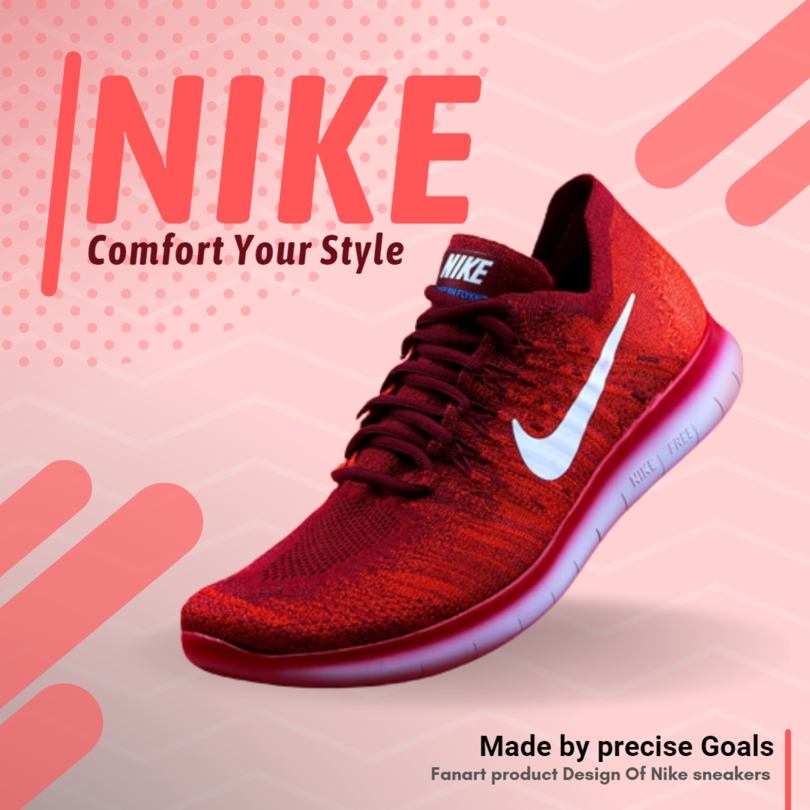 NIKE
Comfort Your Style
NIKE
NIKE FREE
Made by precise Goals
Fanart product Design Of Nike sneakers